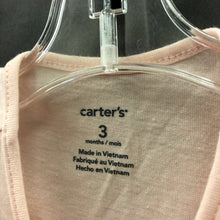 carter's®
3
months / mois
Made in Vietnam
Fabriqué au Vietnam
Hecho en Vietnam